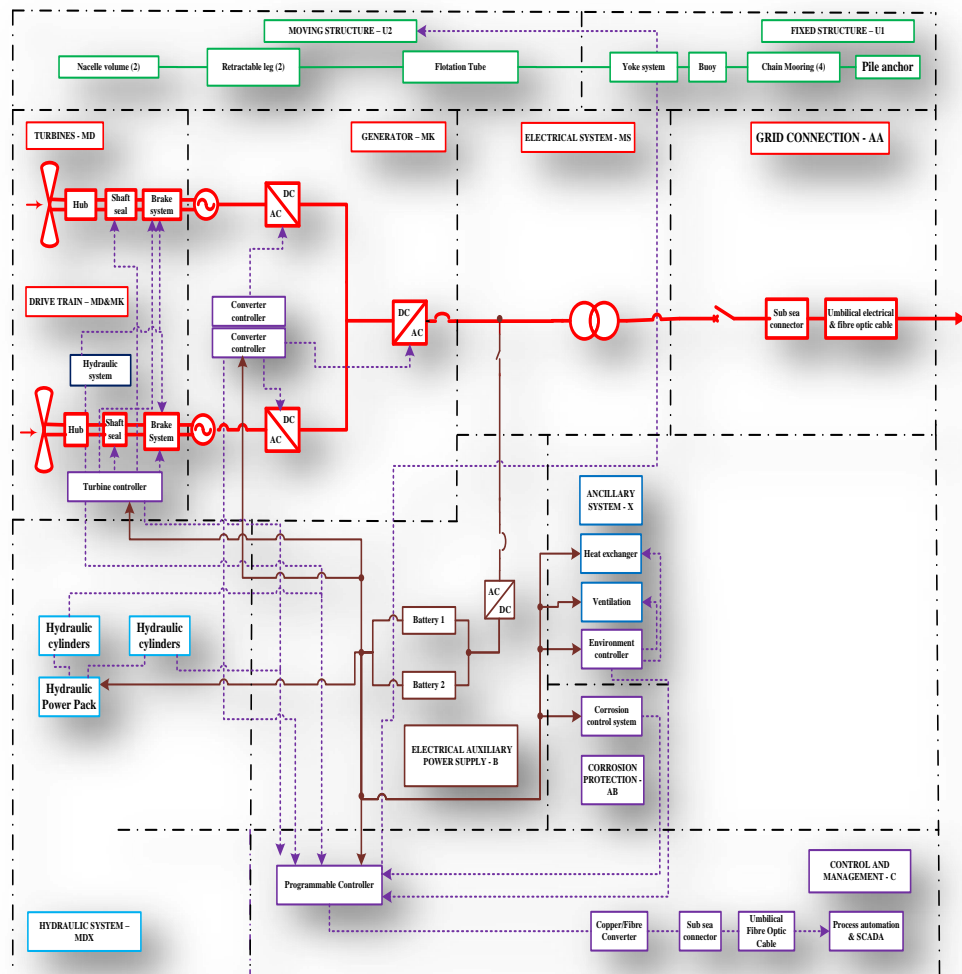 MOVING STRUCTURE – U2
FIXED STRUCTURE – U1
Nacelle volume (2)
Retractable leg (2)
Flotation Tube
Yoke system
Buoy
Chain Mooring (4)
Pile anchor
TURBINES - MD
GENERATOR – MK
ELECTRICAL SYSTEM - MS
GRID CONNECTION - AA
Hub
Shaft
seal
Brake
system
DC
AC
DRIVE TRAIN – MD&MK
Converter
controller
Converter
controller
DC
AC
Sub sea
connector
Umbilical electrical
& fibre optic cable
Hydraulic
system
Hub
Shaft
seal
Brake
System
DC
AC
Turbine controller
ANCILLARY
SYSTEM - X
Heat exchanger
AC
DC
Ventilation
Hydraulic
cylinders
Hydraulic
cylinders
Battery 1
Environment
controller
Hydraulic
Power Pack
Battery 2
Corrosion
control system
ELECTRICAL AUXILIARY
POWER SUPPLY - B
CORROSION
PROTECTION -
AB
Programmable Controller
CONTROL AND
MANAGEMENT - C
HYDRAULIC SYSTEM –
MDX
Copper/Fibre
Converter
Sub sea
connector
Umbilical
Fibre Optic
Cable
Process automation
& SCADA